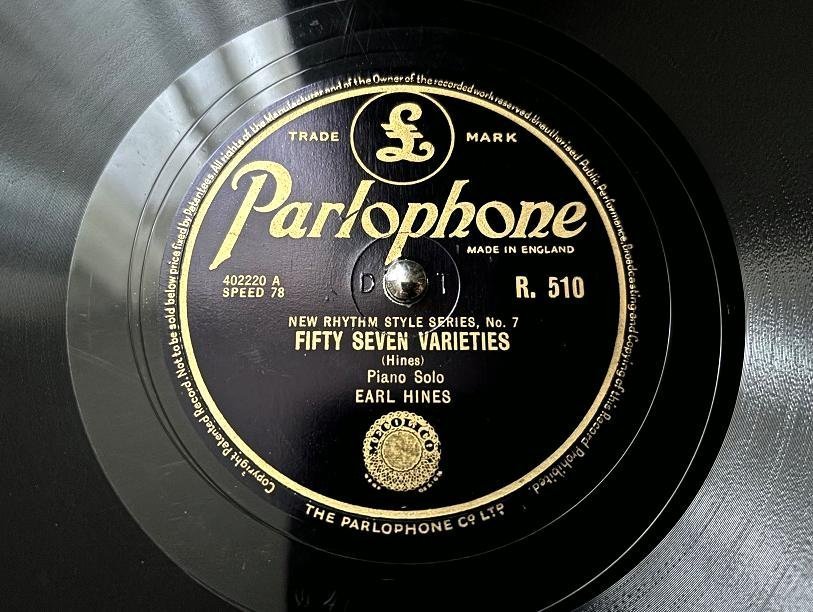 Copyright Patented Record. Not to be sold below price fixed by Patentees. All rights of the Manufacturer and of the Owner of the recorded work reserved. Unauthorised Public Performance, Broadcasting and Copying of this Record Prohibited.
£
TRADE MARK
Parlophone
MADE IN ENGLAND
402220 A
SPEED 78
R. 510
NEW RHYTHM STYLE SERIES, No. 7
FIFTY SEVEN VARIETIES
(Hines)
Piano Solo
EARL HINES
THE PARLOPHONE Co LTD